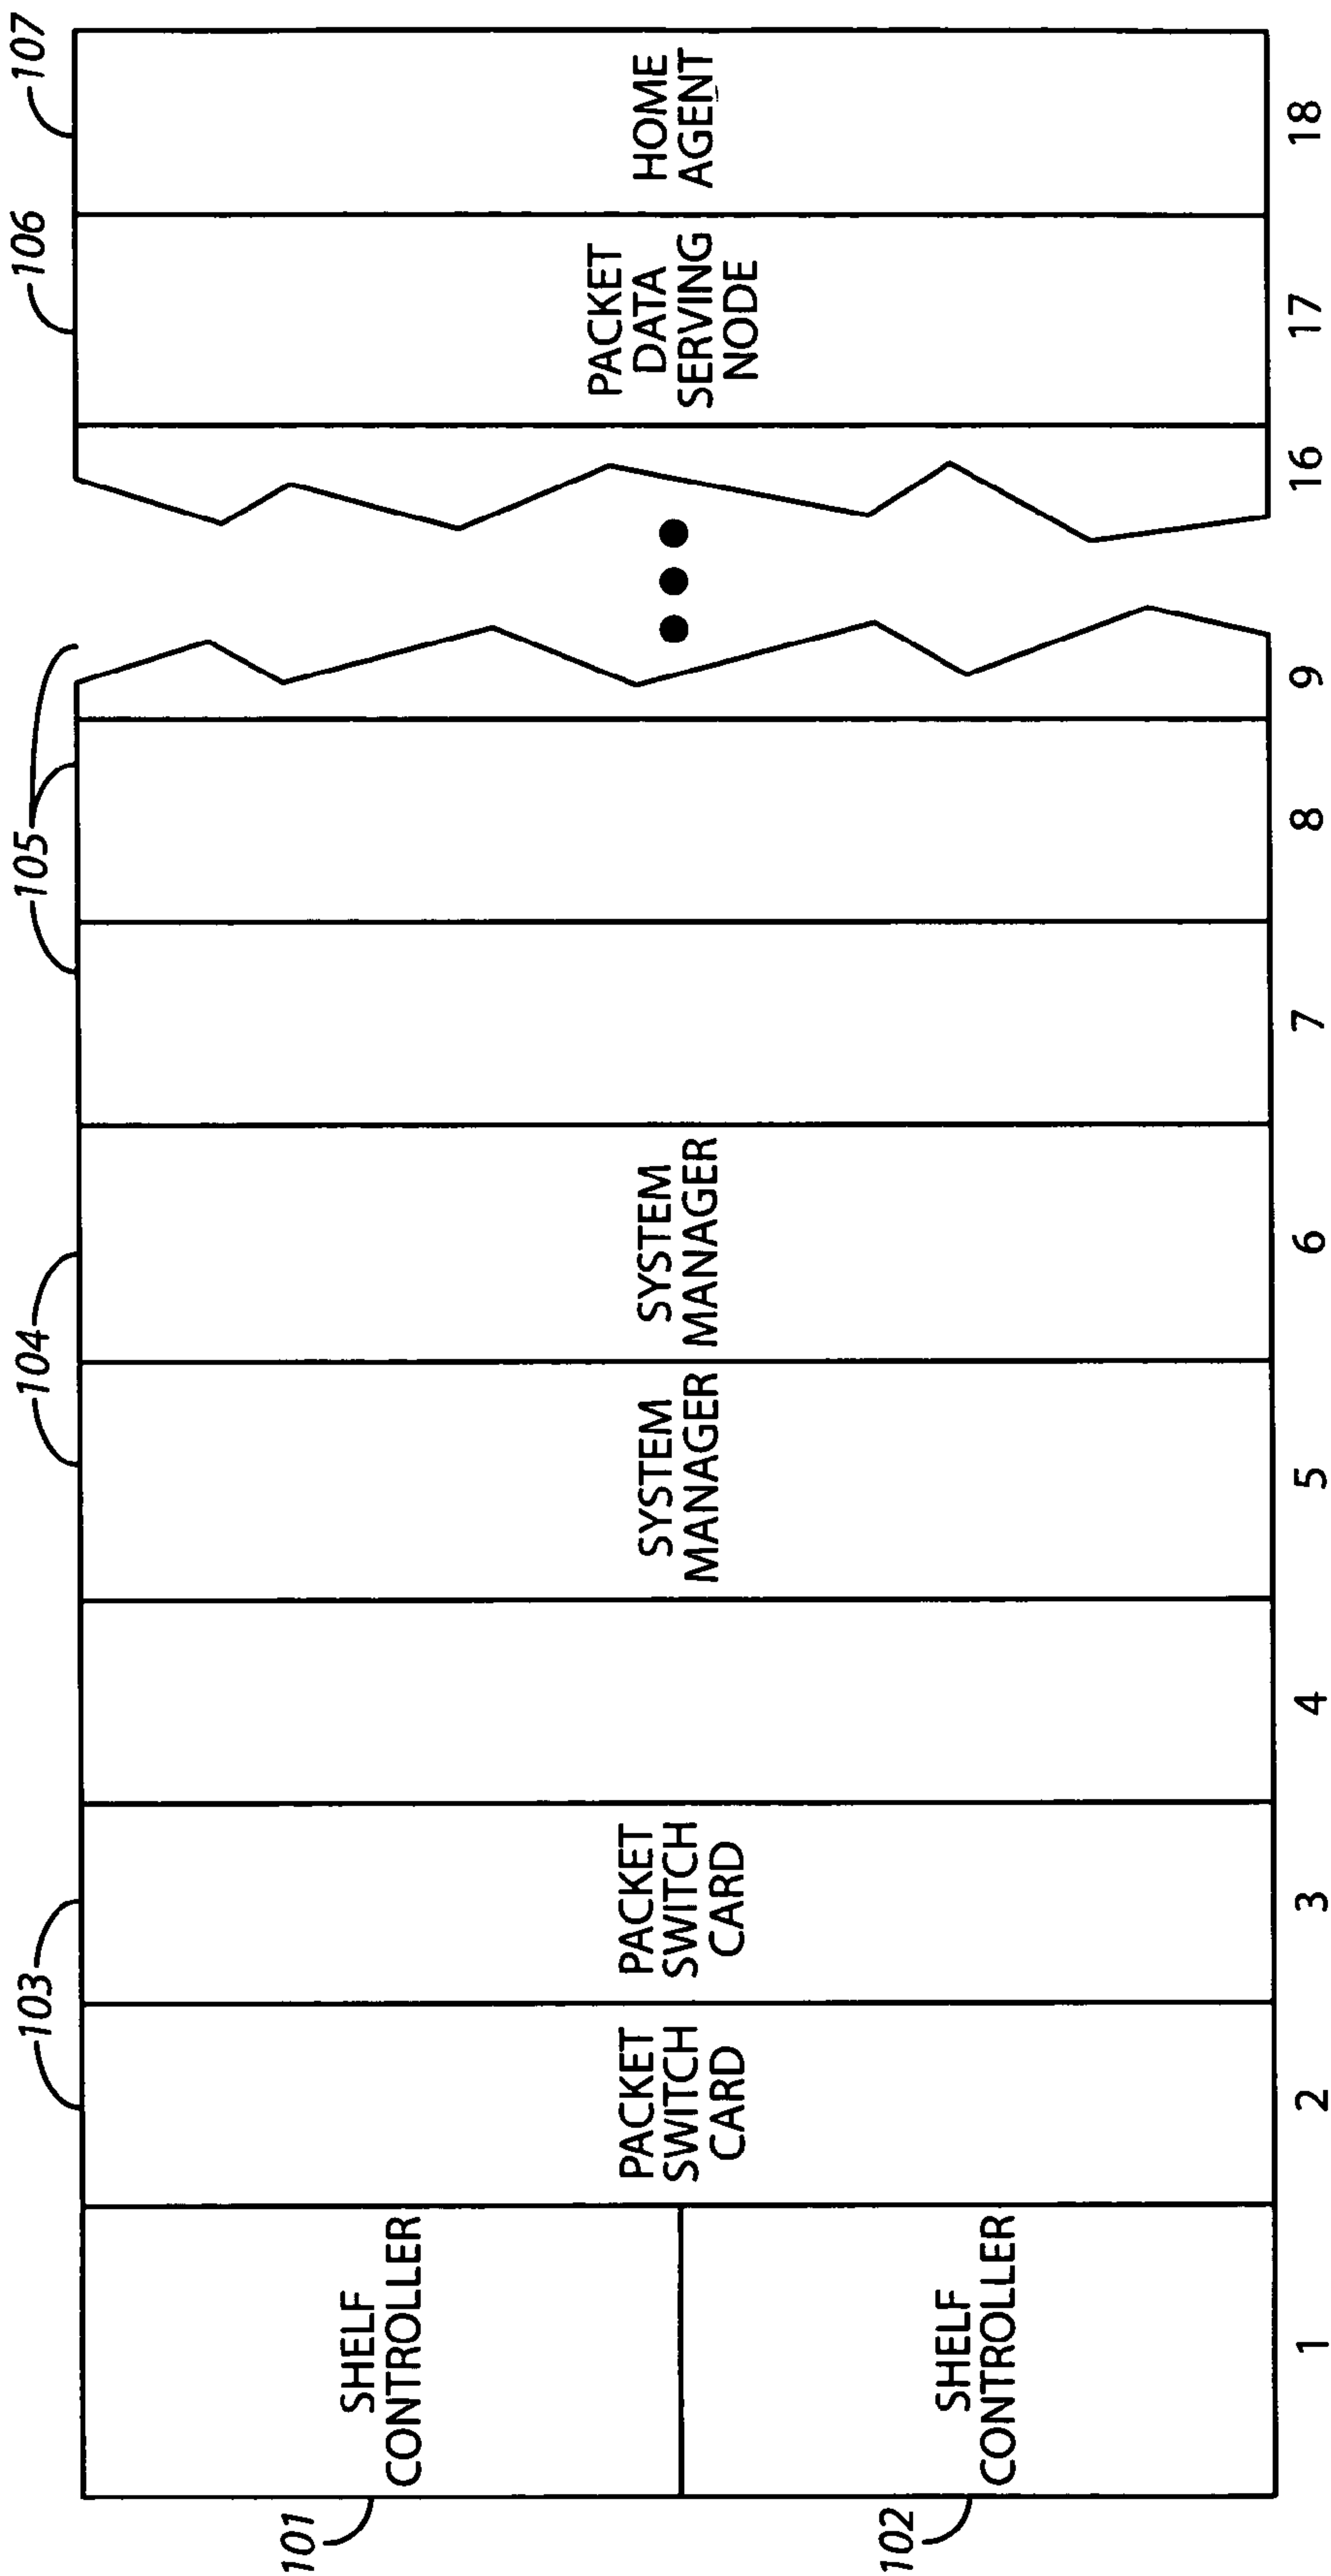 103
104
105
106
107
101
SHELF
CONTROLLER
102
SHELF
CONTROLLER
PACKET
SWITCH
CARD
PACKET
SWITCH
CARD
SYSTEM
MANAGER
SYSTEM
MANAGER
PACKET
DATA
SERVING
NODE
HOME
AGENT
1
2
3
4
5
6
7
8
9
16
17
18